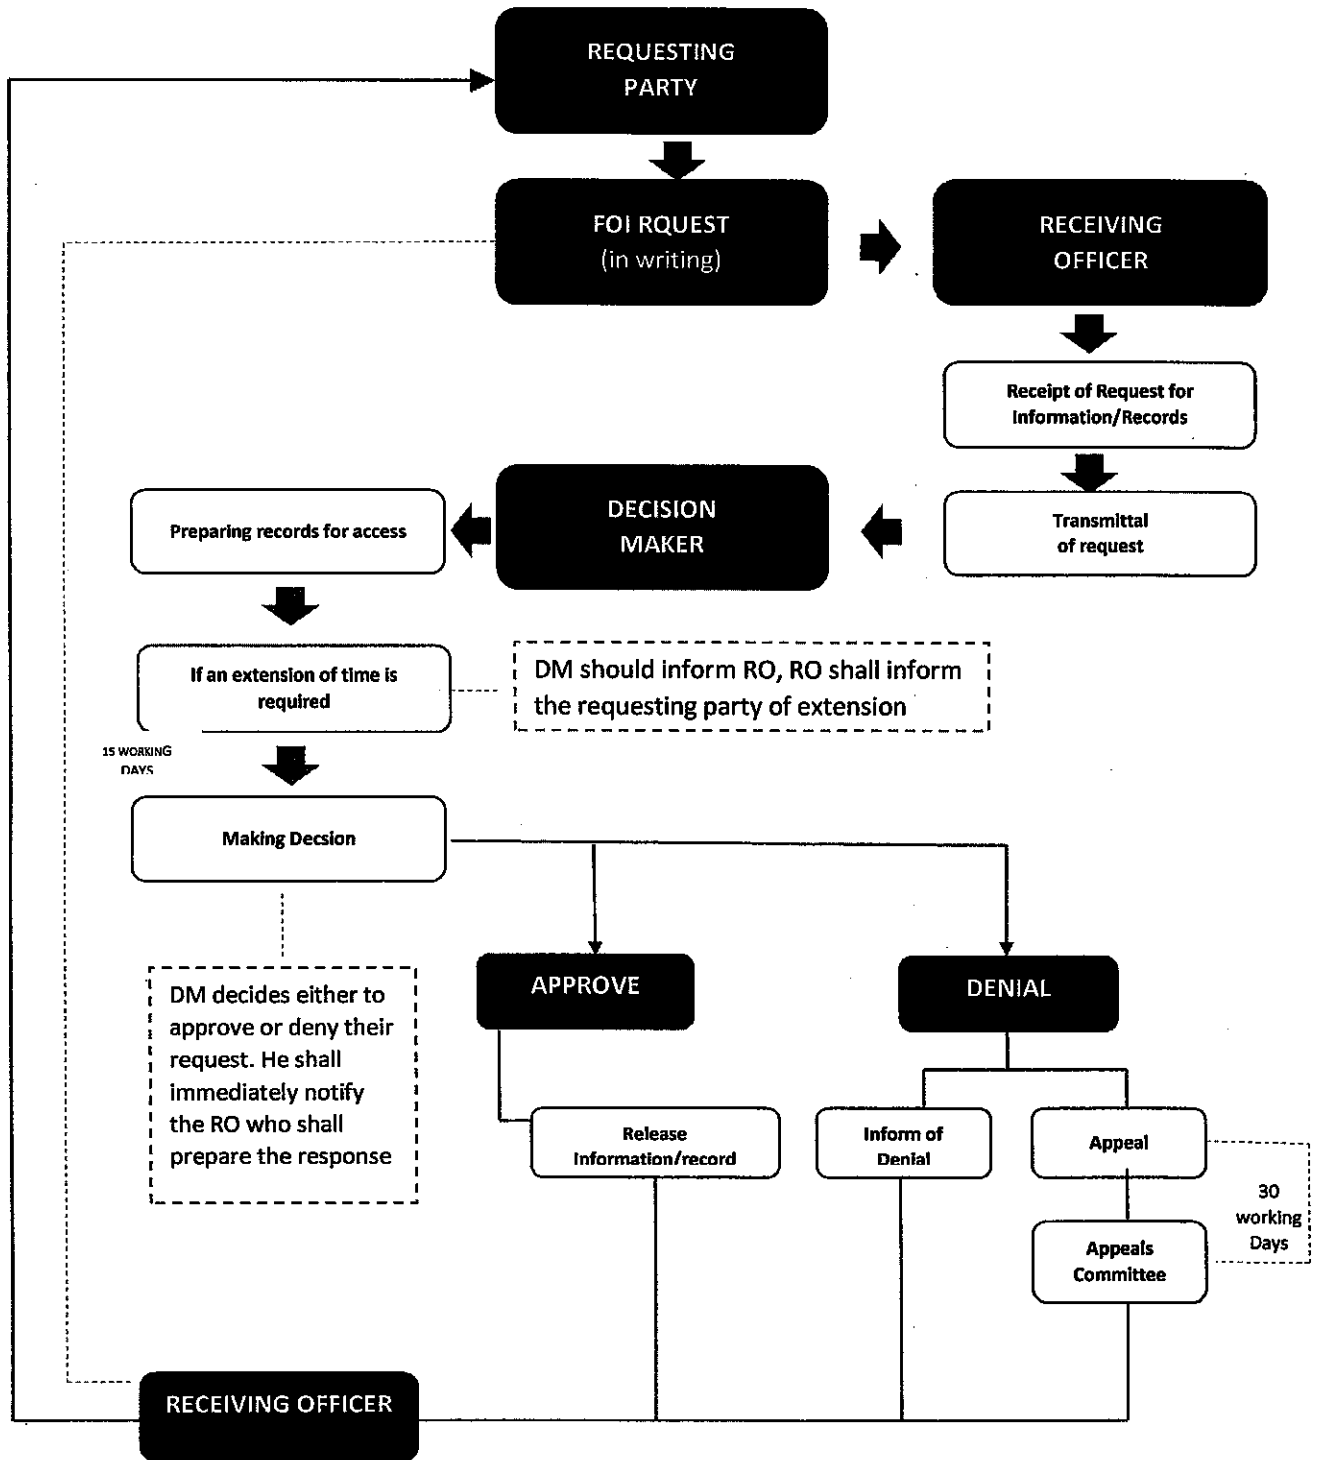 REQUESTING
PARTY
FOI RQUEST
(in writing)
RECEIVING
OFFICER
Receipt of Request for
Information/Records
Transmittal
of request
DECISION
MAKER
Preparing records for access
If an extension of time is
required
DM should inform RO, RO shall inform
the requesting party of extension
15 WORKING
DAYS
Making Decsion
DM decides either to
approve or deny their
request. He shall
immediately notify
the RO who shall
prepare the response
APPROVE
DENIAL
Release
Information/record
Inform of
Denial
Appeal
30
working
Days
Appeals
Committee
RECEIVING OFFICER